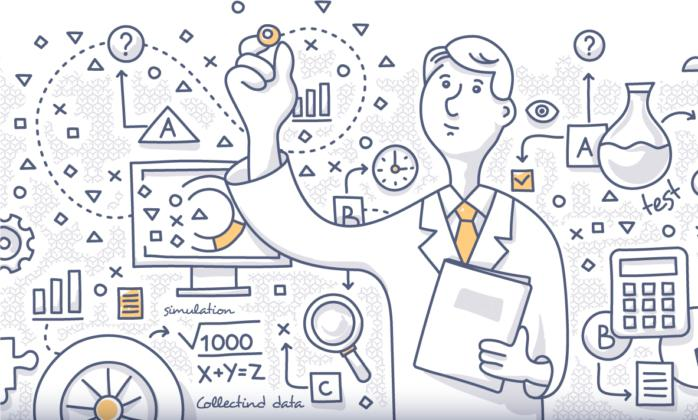 ?
?
A
A
B
test
simulation
√1000
X+Y=Z
B
C
Collectind data